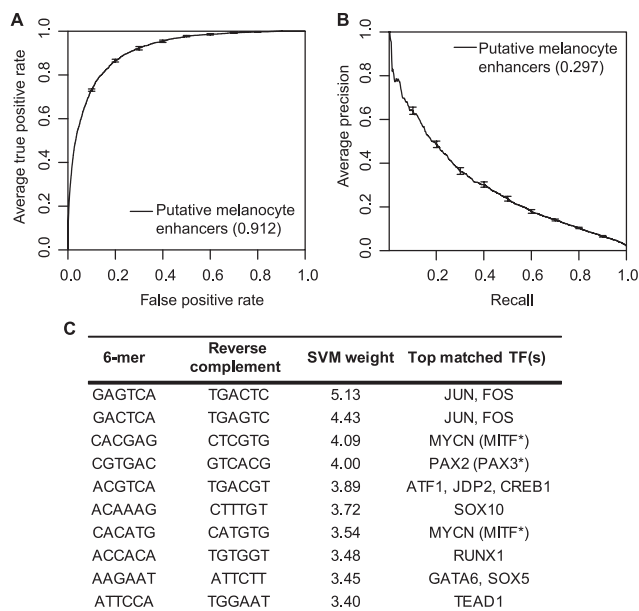 A
Average true positive rate
1.0
0.8
0.6
0.4
0.2
0.0
Putative melanocyte
enhancers (0.912)
0.0 0.2 0.4 0.6 0.8 1.0
False positive rate
B
Average precision
1.0
0.8
0.6
0.4
0.2
0.0
Putative melanocyte
enhancers (0.297)
0.2 0.4 0.6 0.8 1.0
Recall
C
6-mer Reverse complement SVM weight Top matched TF(s)
GAGTCA TGACTC 5.13 JUN, FOS
GACTCA TGAGTC 4.43 JUN, FOS
CACGAG CTCGTG 4.09 MYCN (MITF*)
CGTGAC GTCACG 4.00 PAX2 (PAX3*)
ACGTCA TGACGT 3.89 ATF1, JDP2, CREB1
ACAAAG CTTTGT 3.72 SOX10
CACATG CATGTG 3.54 MYCN (MITF*)
ACCACA TGTGGT 3.48 RUNX1
AAGAAT ATTCTT 3.45 GATA6, SOX5
ATTCCA TGGAAT 3.40 TEAD1